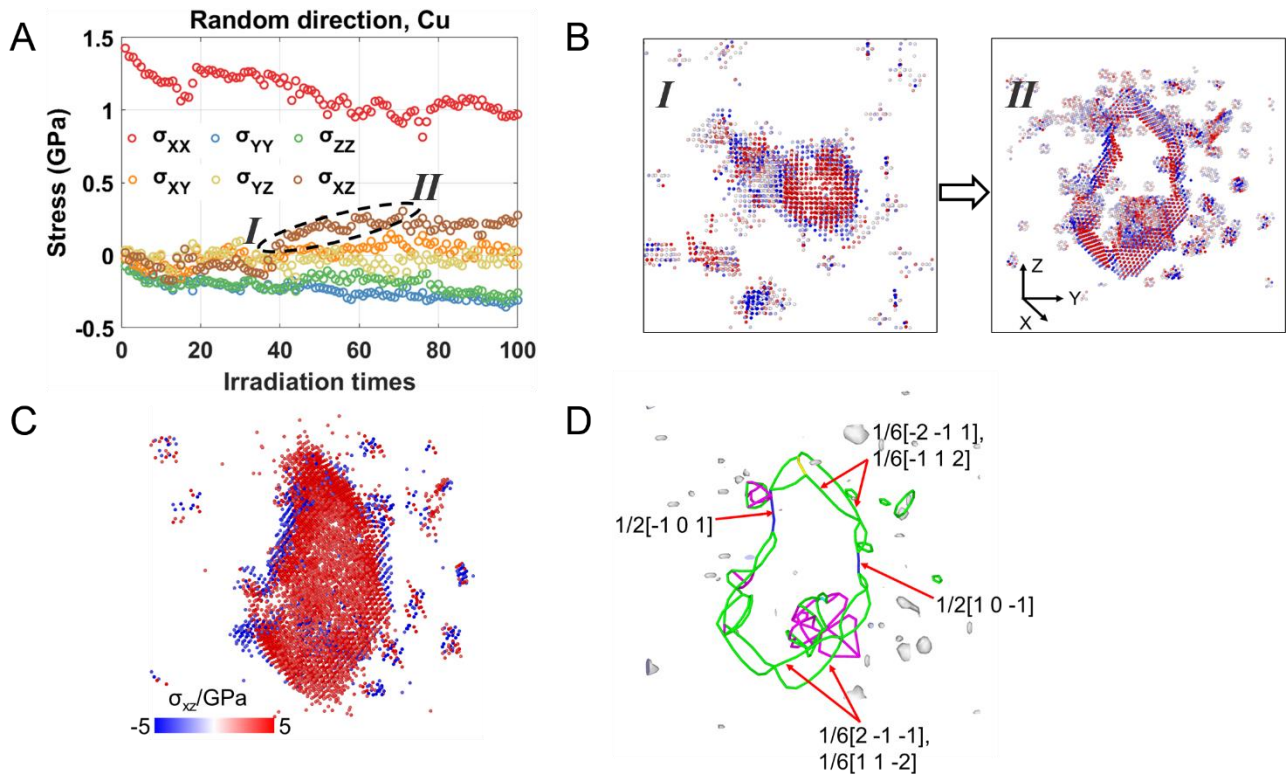 A
Random direction, Cu
Stress (GPa)
1.5
1
0.5
0
-0.5
σXX
σYY
σZZ
σXY
σYZ
σXZ
I
II
0
20
40
60
80
100
Irradiation times
B
I
II
Z
Y
X
C
σxz/GPa
-5
5
D
1/6[-2 -1 1],
1/6[-1 1 2]
1/2[-1 0 1]
1/2[1 0 -1]
1/6[2 -1 -1],
1/6[1 1 -2]